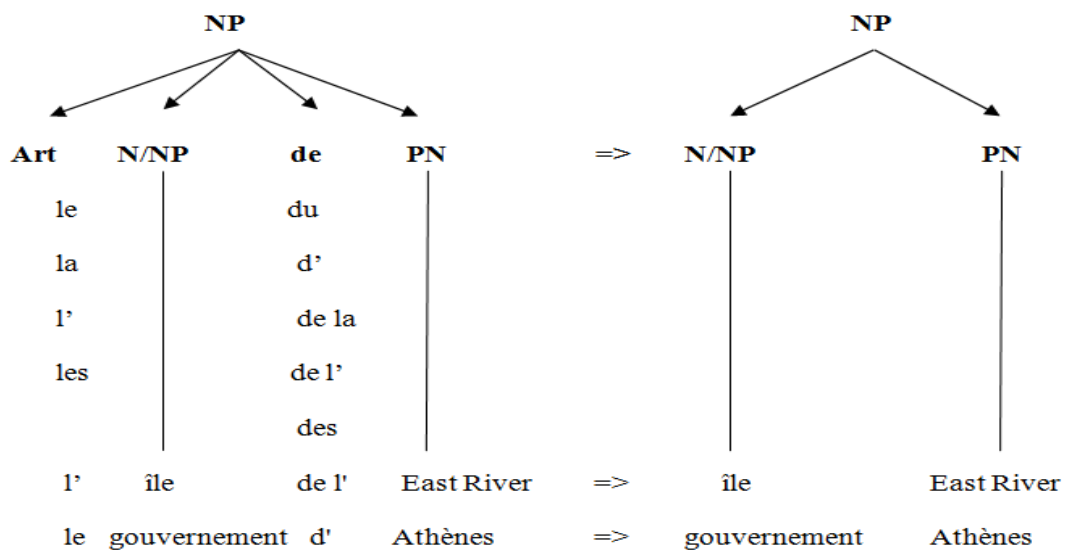 NP NP
Art N/NP de PN => N/NP PN
le du
la d’
l’ de la
les de l’
des
l’ île de l' East River => île East River
le gouvernement d' Athènes => gouvernement Athènes